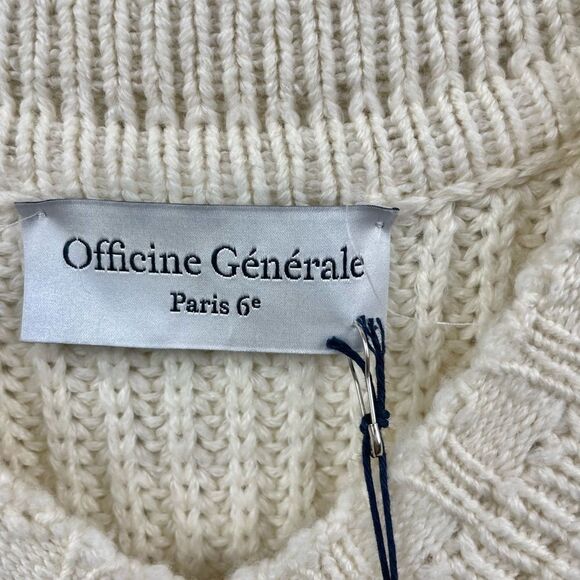 Officine Générale
Paris 6ᵉ